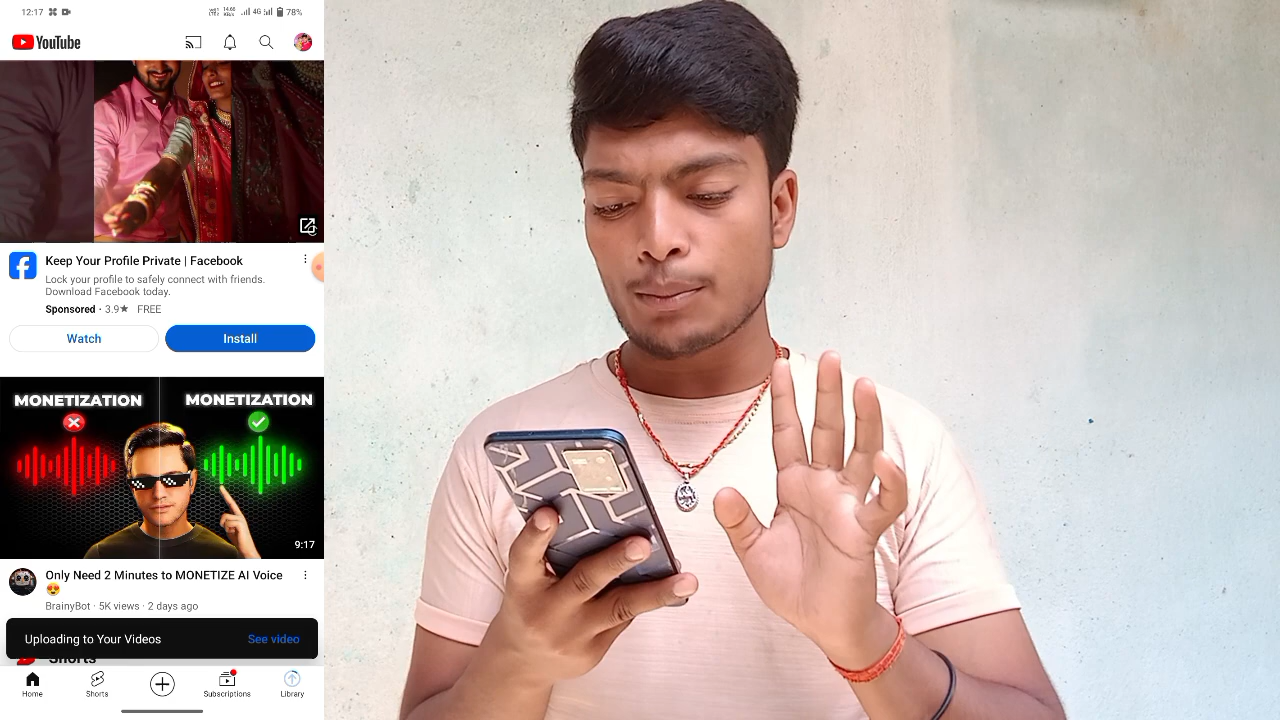 12:17
4G
78%
YouTube
Keep Your Profile Private | Facebook
Lock your profile to safely connect with friends.
Download Facebook today.
Sponsored · 3.9★ FREE
Watch
Install
MONETIZATION
MONETIZATION
9:17
Only Need 2 Minutes to MONETIZE AI Voice
😍
BrainyBot · 5K views · 2 days ago
Uploading to Your Videos
See video
Shorts
Home
Shorts
Subscriptions
Library